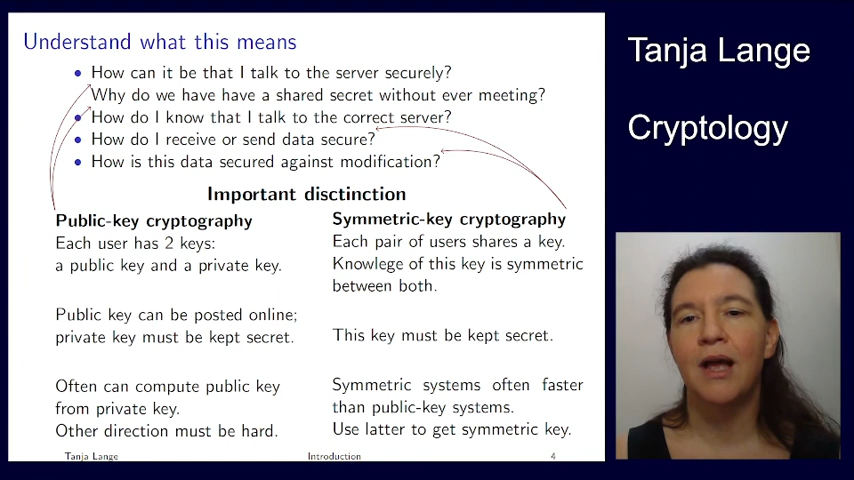 Understand what this means
• How can it be that I talk to the server securely?
Why do we have have a shared secret without ever meeting?
• How do I know that I talk to the correct server?
• How do I receive or send data secure?
• How is this data secured against modification?
Important disctinction
Public-key cryptography
Each user has 2 keys:
a public key and a private key.
Public key can be posted online;
private key must be kept secret.
Often can compute public key
from private key.
Other direction must be hard.
Symmetric-key cryptography
Each pair of users shares a key.
Knowlege of this key is symmetric
between both.
This key must be kept secret.
Symmetric systems often faster
than public-key systems.
Use latter to get symmetric key.
Tanja Lange Introduction 4
Tanja Lange
Cryptology